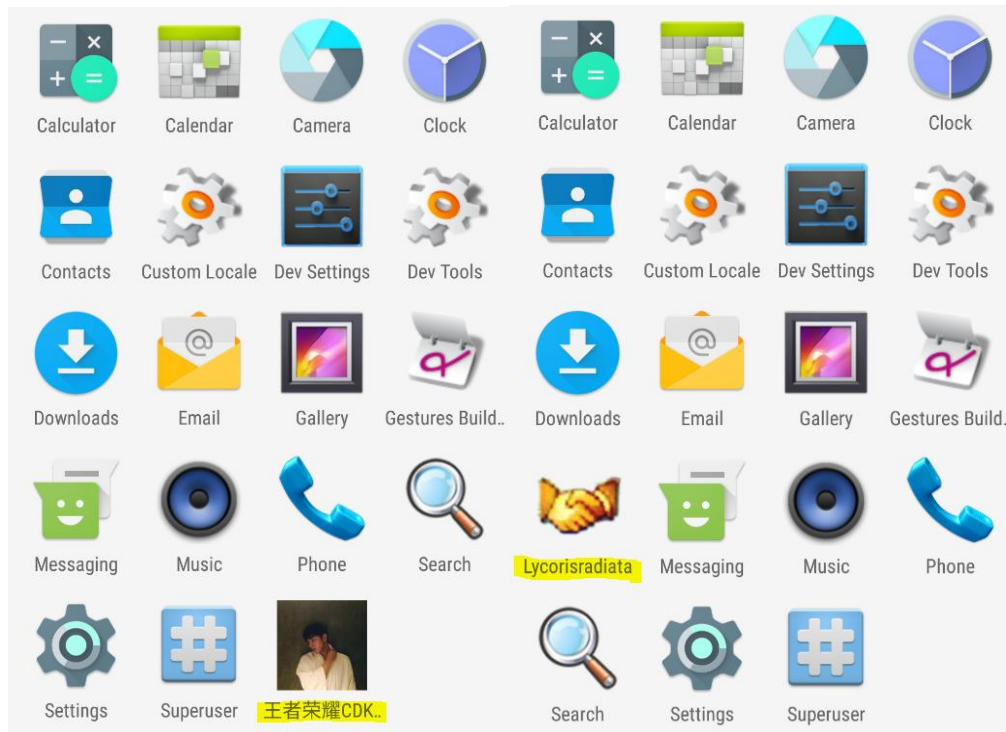 Calculator Calendar Camera Clock Calculator Calendar Camera Clock
Contacts Custom Locale Dev Settings Dev Tools Contacts Custom Locale Dev Settings Dev Tools
Downloads Email Gallery Gestures Build.. Downloads Email Gallery Gestures Build.
Messaging Music Phone Search Lycorisradiata Messaging Music Phone
Settings Superuser 王者荣耀CDK.. Search Settings Superuser